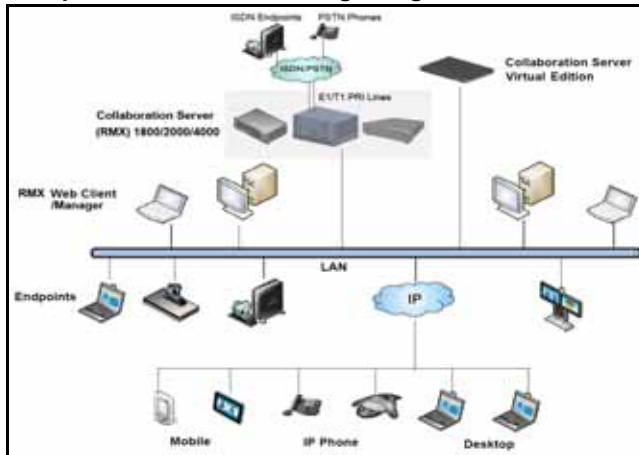 ISDN Endpoints
PSTN Phones
ISDN/PSTN
E1/T1 PRI Lines
Collaboration Server
(RMX) 1800/2000/4000
Collaboration Server
Virtual Edition
RMX Web Client
/Manager
LAN
Endpoints
IP
Mobile
IP Phone
Desktop